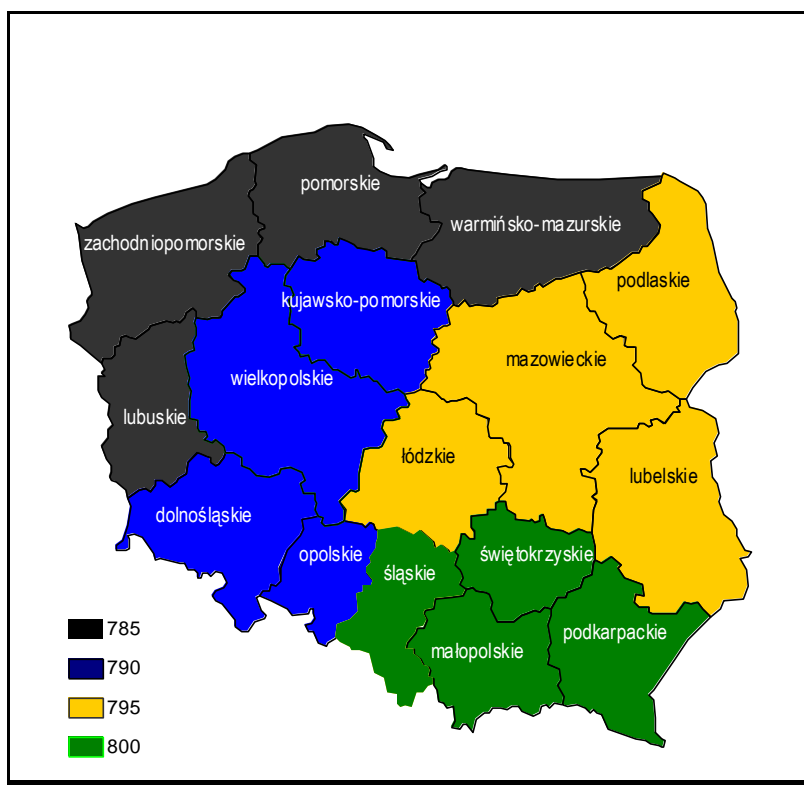 pomorskie
warmińsko-mazurskie
zachodniopomorskie
podlaskie
kujawsko-pomorskie
mazowieckie
wielkopolskie
lubuskie
łódzkie
lubelskie
dolnośląskie
opolskie
świętokrzyskie
śląskie
podkarpackie
małopolskie
785
790
795
800